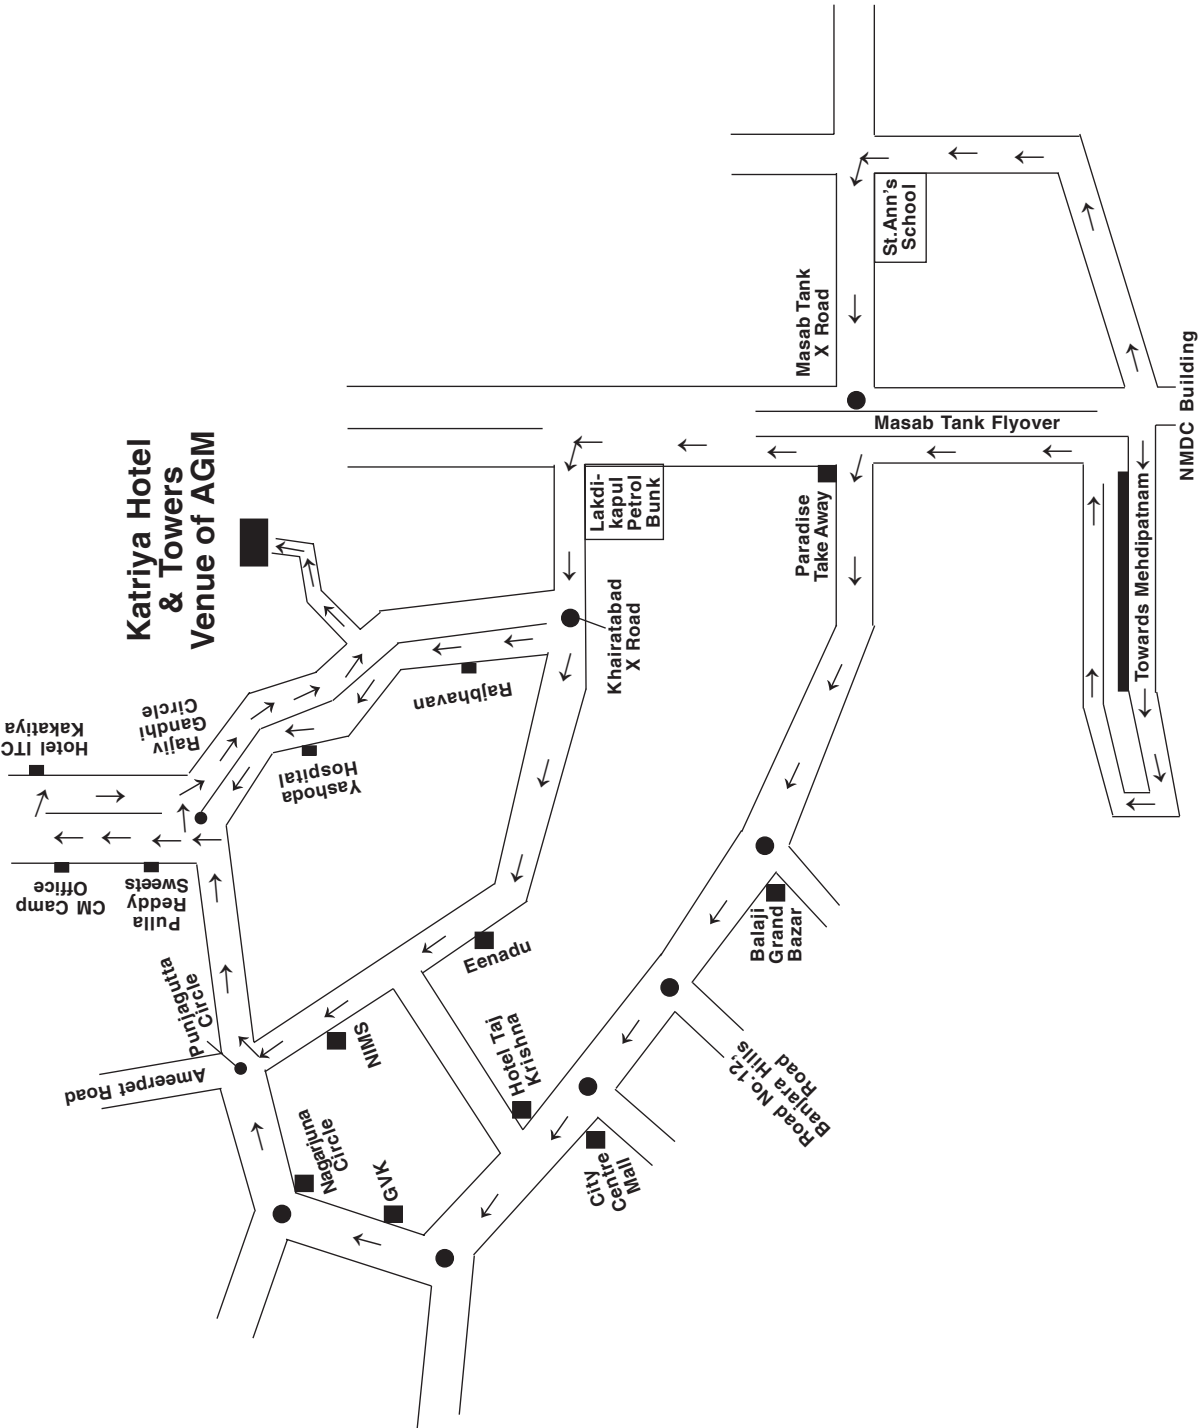 Katriya Hotel
& Towers
Venue of AGM
Hotel ITC
Kakatiya
Rajiv
Gandhi
Circle
CM Camp
Office
Pulla
Reddy
Sweets
Yashoda
Hospital
Rajbhavan
Khairatabad
X Road
Lakdi-
kapul
Petrol
Bunk
Masab Tank
X Road
St.Ann's
School
Masab Tank Flyover
NMDC Building
Towards Mehdipatnam
Paradise
Take Away
Punjagutta
Circle
Ameerpet Road
NIMS
Eenadu
Nagarjuna
Circle
GVK
Hotel Taj
Krishna
City
Centre
Mall
Road No.12,
Banjara Hills
Road
Balaji
Grand
Bazar